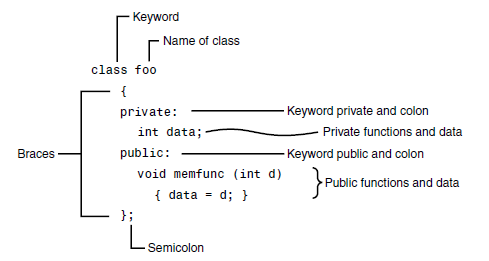 Keyword
Name of class
class foo
{
private: Keyword private and colon
int data; Private functions and data
Braces public: Keyword public and colon
void memfunc (int d)
Public functions and data
{ data = d; }
};
Semicolon